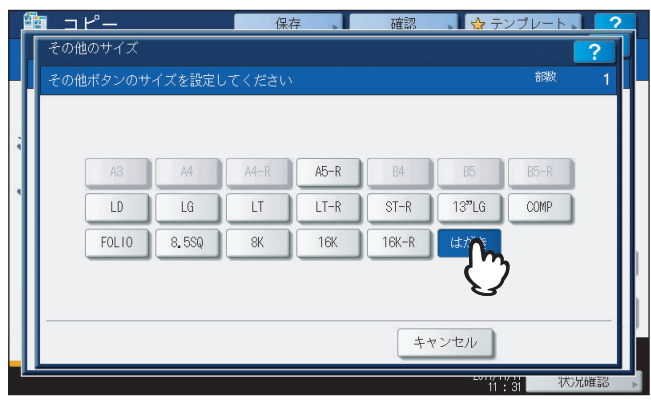 コピー 保存 確認 テンプレート ?
その他のサイズ ?
その他ボタンのサイズを設定してください 部数 1
A3 A4 A4-R A5-R B4 B5 B5-R
LD LG LT LT-R ST-R 13"LG COMP
FOLIO 8.5SQ 8K 16K 16K-R はがき
キャンセル
11:31 状況確認